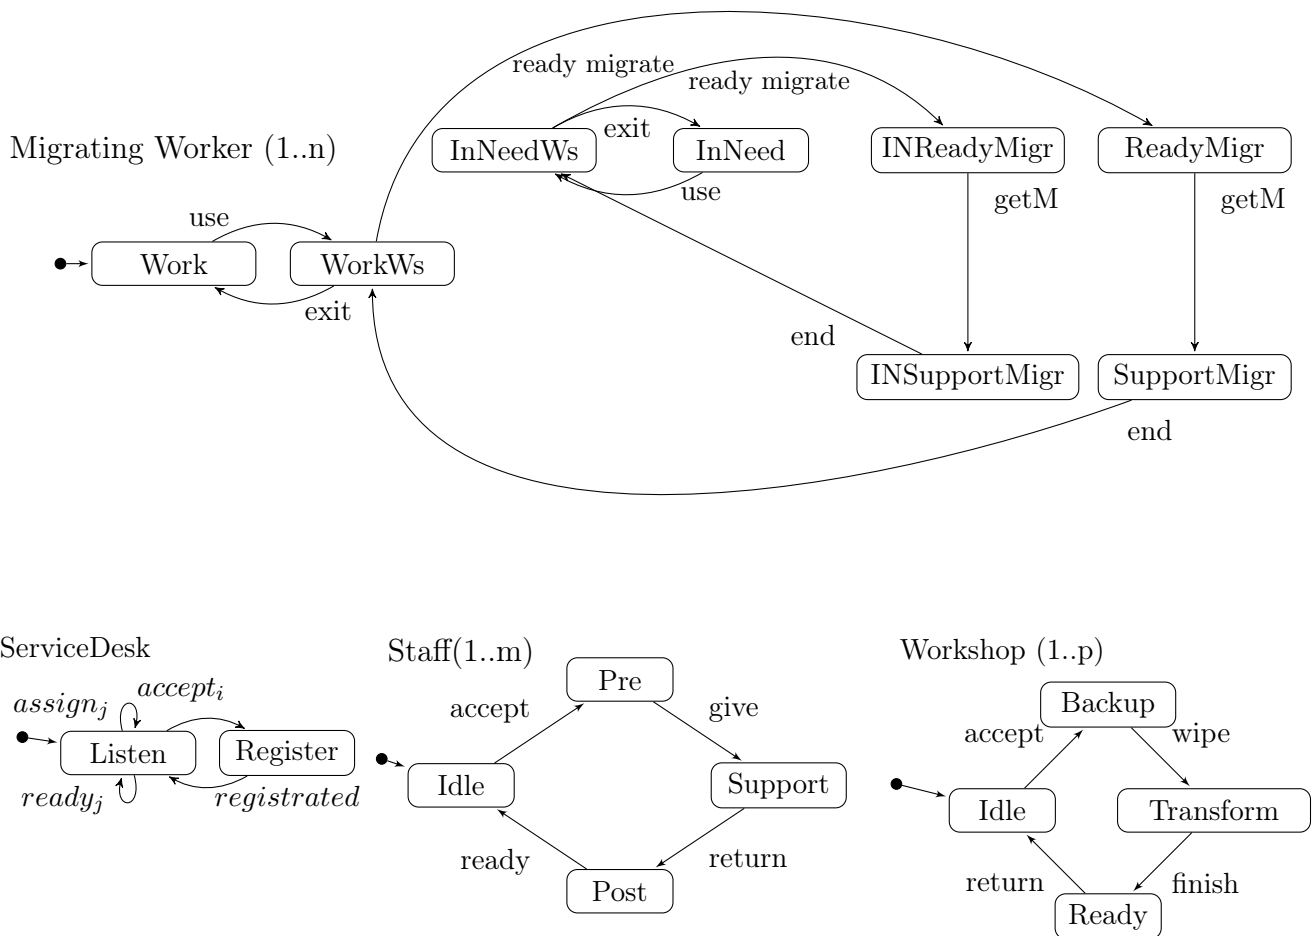 ready migrate
ready migrate
Migrating Worker (1..n)
InNeedWs
exit
InNeed
INReadyMigr
ReadyMigr
use
getM
getM
use
Work
WorkWs
exit
end
INSupportMigr
SupportMigr
end
ServiceDesk
Staff(1..m)
Workshop (1..p)
assign_j
accept_i
Listen
Register
ready_j
registrated
Pre
accept
give
Idle
Support
ready
return
Post
Backup
accept
wipe
Idle
Transform
return
finish
Ready